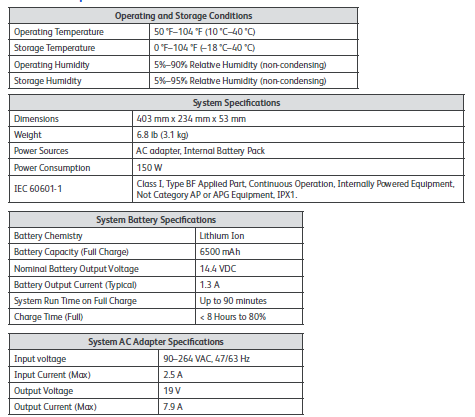 Operating and Storage Conditions
Operating Temperature 50 °F–104 °F (10 °C–40 °C)
Storage Temperature 0 °F–104 °F (–18 °C–40 °C)
Operating Humidity 5%–90% Relative Humidity (non-condensing)
Storage Humidity 5%–95% Relative Humidity (non-condensing)
System Specifications
Dimensions 403 mm x 234 mm x 53 mm
Weight 6.8 lb (3.1 kg)
Power Sources AC adapter, Internal Battery Pack
Power Consumption 150 W
IEC 60601-1 Class I, Type BF Applied Part, Continuous Operation, Internally Powered Equipment,
Not Category AP or APG Equipment, IPX1.
System Battery Specifications
Battery Chemistry Lithium Ion
Battery Capacity (Full Charge) 6500 mAh
Nominal Battery Output Voltage 14.4 VDC
Battery Output Current (Typical) 1.3 A
System Run Time on Full Charge Up to 90 minutes
Charge Time (Full) < 8 Hours to 80%
System AC Adapter Specifications
Input voltage 90–264 VAC, 47/63 Hz
Input Current (Max) 2.5 A
Output Voltage 19 V
Output Current (Max) 7.9 A